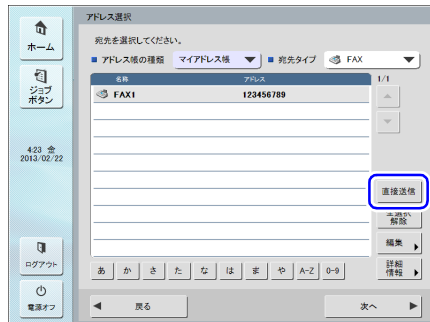 アドレス選択
ホーム
宛先を選択してください。
■ アドレス帳の種類 マイアドレス帳 ■ 宛先タイプ FAX
名称 アドレス 1/1
FAX1 123456789
ジョブ
ボタン
4:23 金
2013/02/22
直接送信
全選択
解除
編集
ログアウト
詳細
情報
あ か さ た な は ま や A-Z 0-9
電源オフ
戻る 次へ